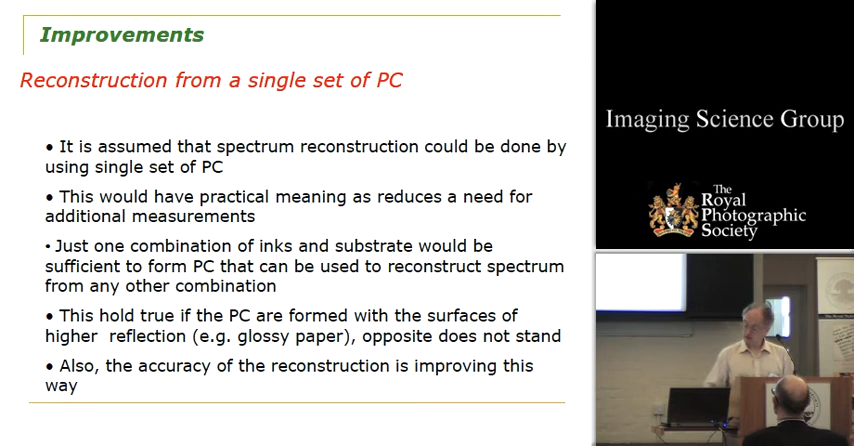 Improvements
Reconstruction from a single set of PC
• It is assumed that spectrum reconstruction could be done by
using single set of PC
• This would have practical meaning as reduces a need for
additional measurements
• Just one combination of inks and substrate would be
sufficient to form PC that can be used to reconstruct spectrum
from any other combination
• This hold true if the PC are formed with the surfaces of
higher reflection (e.g. glossy paper), opposite does not stand
• Also, the accuracy of the reconstruction is improving this
way
Imaging Science Group
The
Royal
Photographic
Society